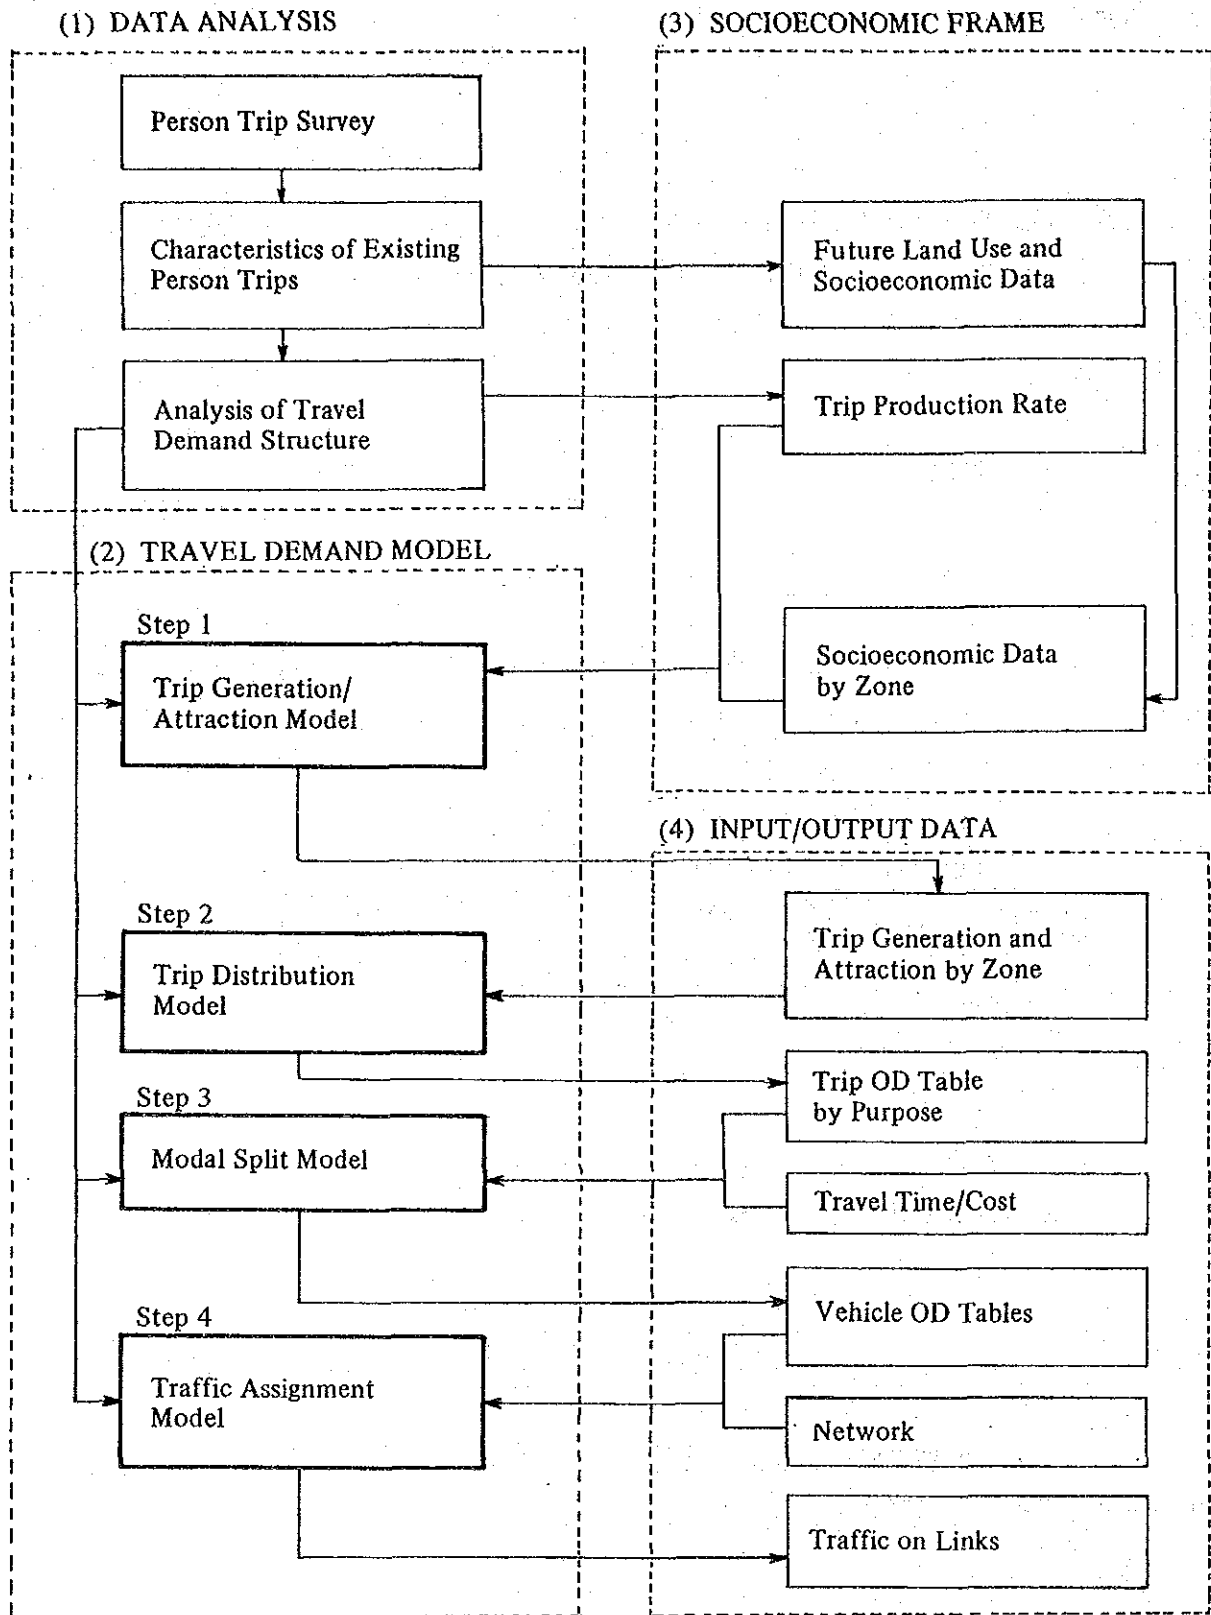 (1) DATA ANALYSIS
Person Trip Survey
Characteristics of Existing
Person Trips
Analysis of Travel
Demand Structure
(2) TRAVEL DEMAND MODEL
Step 1
Trip Generation/
Attraction Model
Step 2
Trip Distribution
Model
Step 3
Modal Split Model
Step 4
Traffic Assignment
Model
(3) SOCIOECONOMIC FRAME
Future Land Use and
Socioeconomic Data
Trip Production Rate
Socioeconomic Data
by Zone
(4) INPUT/OUTPUT DATA
Trip Generation and
Attraction by Zone
Trip OD Table
by Purpose
Travel Time/Cost
Vehicle OD Tables
Network
Traffic on Links